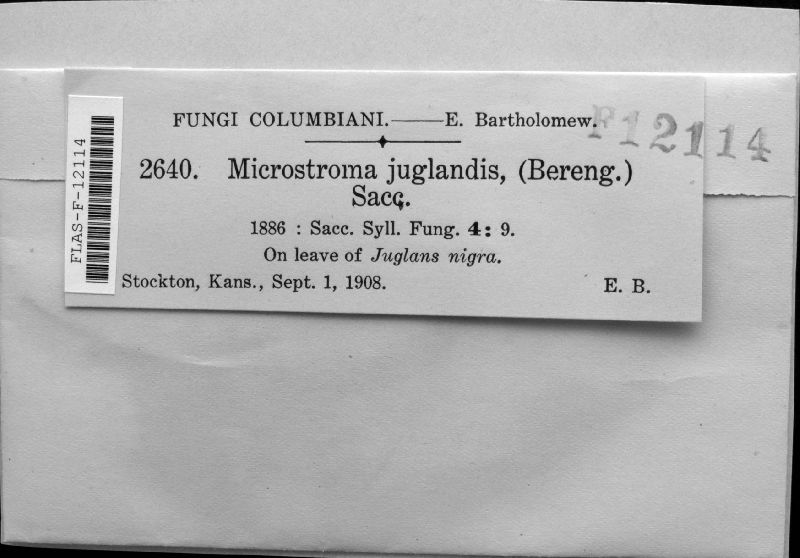 FUNGI COLUMBIANI.——E. Bartholomew.
F12114
2640. Microstroma juglandis, (Bereng.)
Sacc.
1886 : Sacc. Syll. Fung. 4: 9.
On leave of Juglans nigra.
Stockton, Kans., Sept. 1, 1908. E. B.
FLAS-F-12114